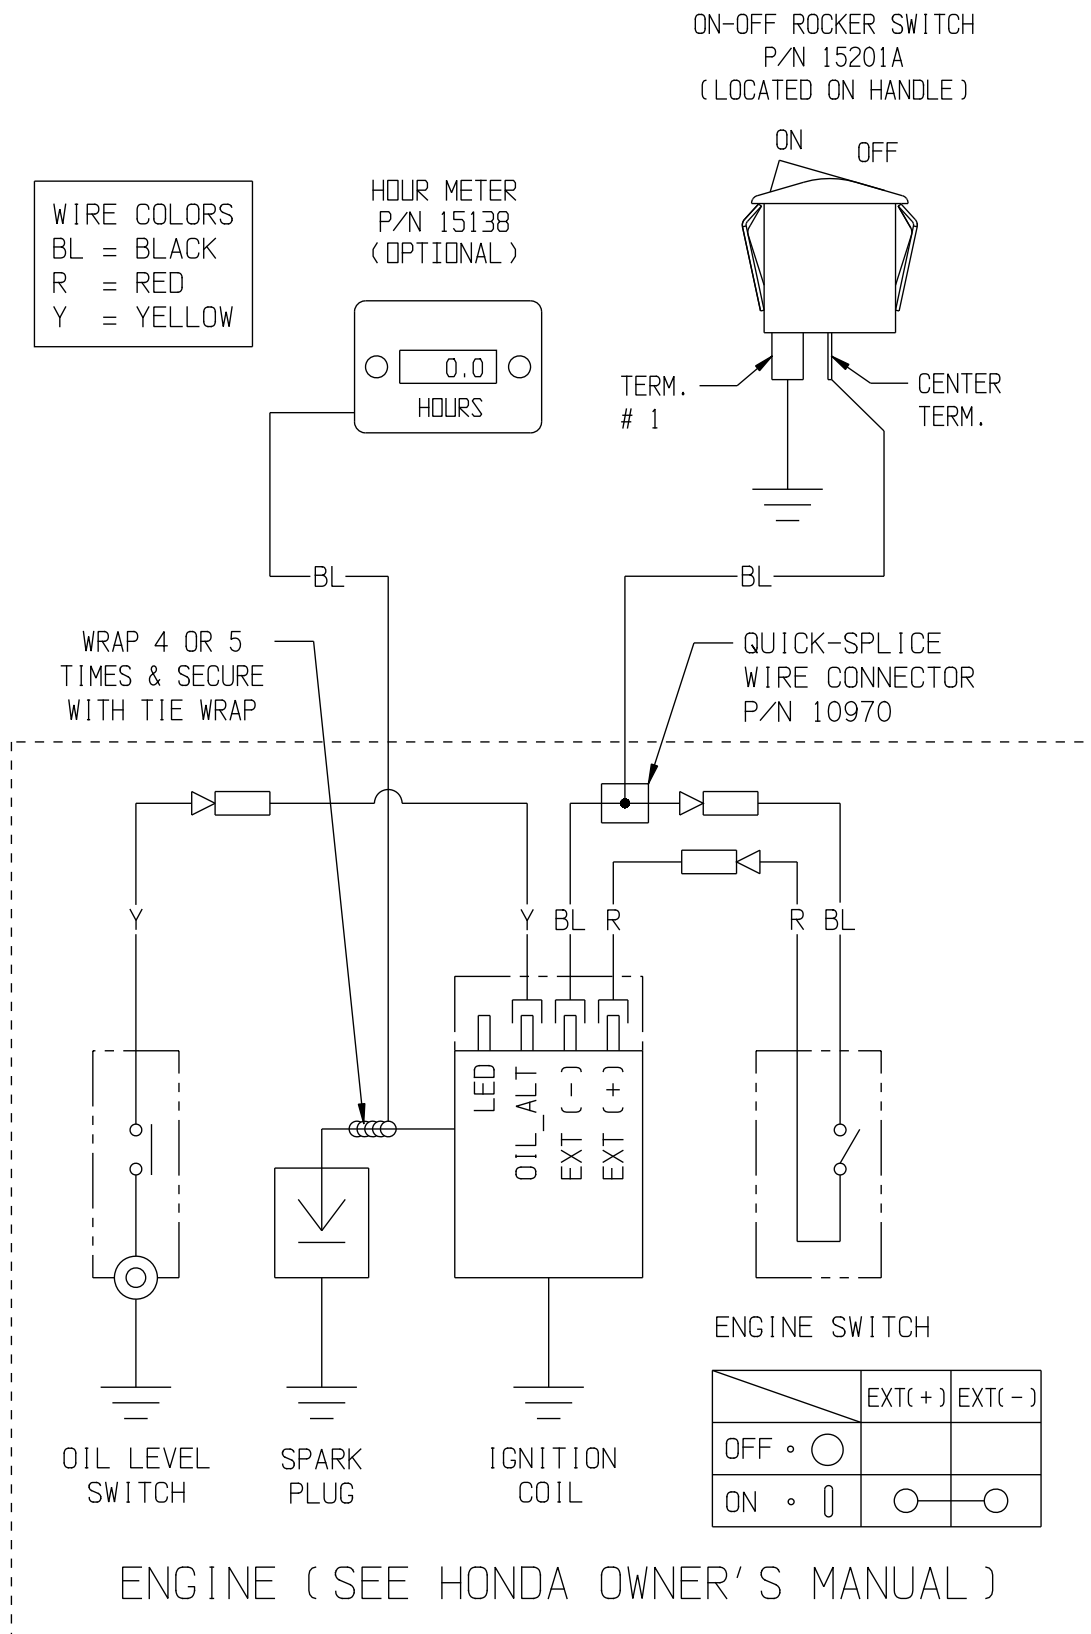 ON-OFF ROCKER SWITCH
P/N 15201A
(LOCATED ON HANDLE)
ON
OFF
WIRE COLORS
BL = BLACK
R = RED
Y = YELLOW
HOUR METER
P/N 15138
(OPTIONAL)
0.0
HOURS
TERM.
# 1
CENTER
TERM.
BL
BL
WRAP 4 OR 5
TIMES & SECURE
WITH TIE WRAP
QUICK-SPLICE
WIRE CONNECTOR
P/N 10970
Y
Y
BL
R
R
BL
LED
OIL_ALT
EXT (-)
EXT (+)
ENGINE SWITCH
EXT(+)
EXT(-)
OFF
ON
OIL LEVEL
SWITCH
SPARK
PLUG
IGNITION
COIL
ENGINE (SEE HONDA OWNER'S MANUAL)